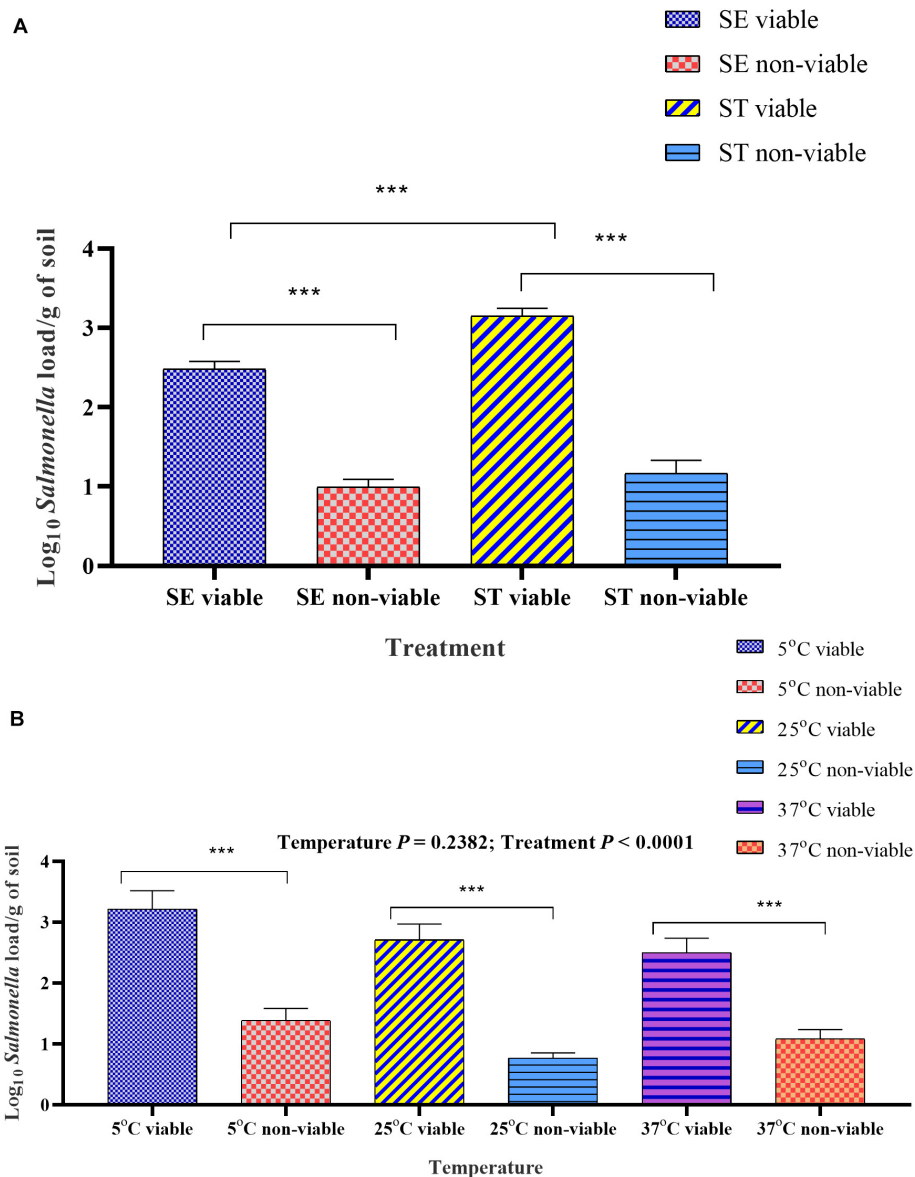 A
SE viable
SE non-viable
ST viable
ST non-viable
***
***
***
Log10 Salmonella load/g of soil
4
3
2
1
0
SE viable SE non-viable ST viable ST non-viable
Treatment
B
5oC viable
5oC non-viable
25oC viable
25oC non-viable
37oC viable
37oC non-viable
Temperature P = 0.2382; Treatment P < 0.0001
***
***
***
Log10 Salmonella load/g of soil
4
3
2
1
0
5oC viable 5oC non-viable 25oC viable 25oC non-viable 37oC viable 37oC non-viable
Temperature